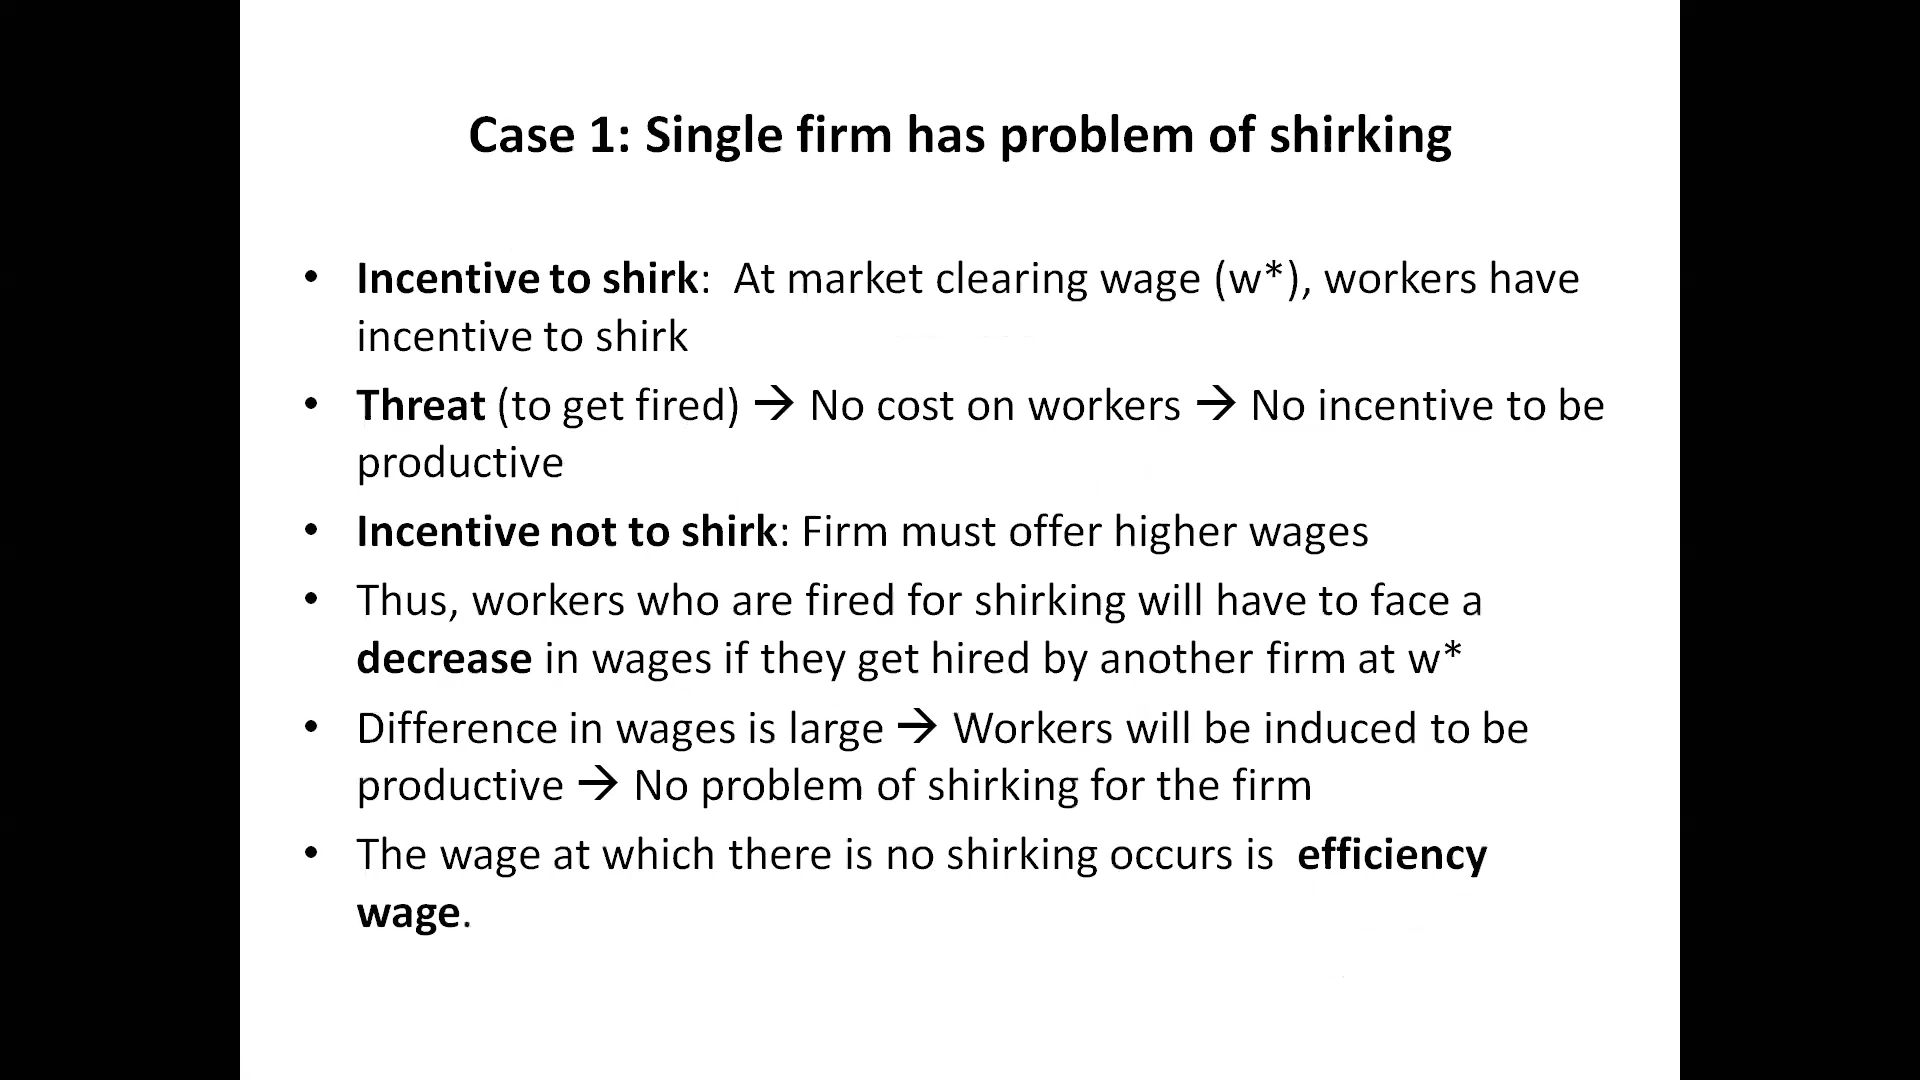 Case 1: Single firm has problem of shirking
• Incentive to shirk: At market clearing wage (w*), workers have
incentive to shirk
• Threat (to get fired) → No cost on workers → No incentive to be
productive
• Incentive not to shirk: Firm must offer higher wages
• Thus, workers who are fired for shirking will have to face a
decrease in wages if they get hired by another firm at w*
• Difference in wages is large → Workers will be induced to be
productive → No problem of shirking for the firm
• The wage at which there is no shirking occurs is efficiency
wage.